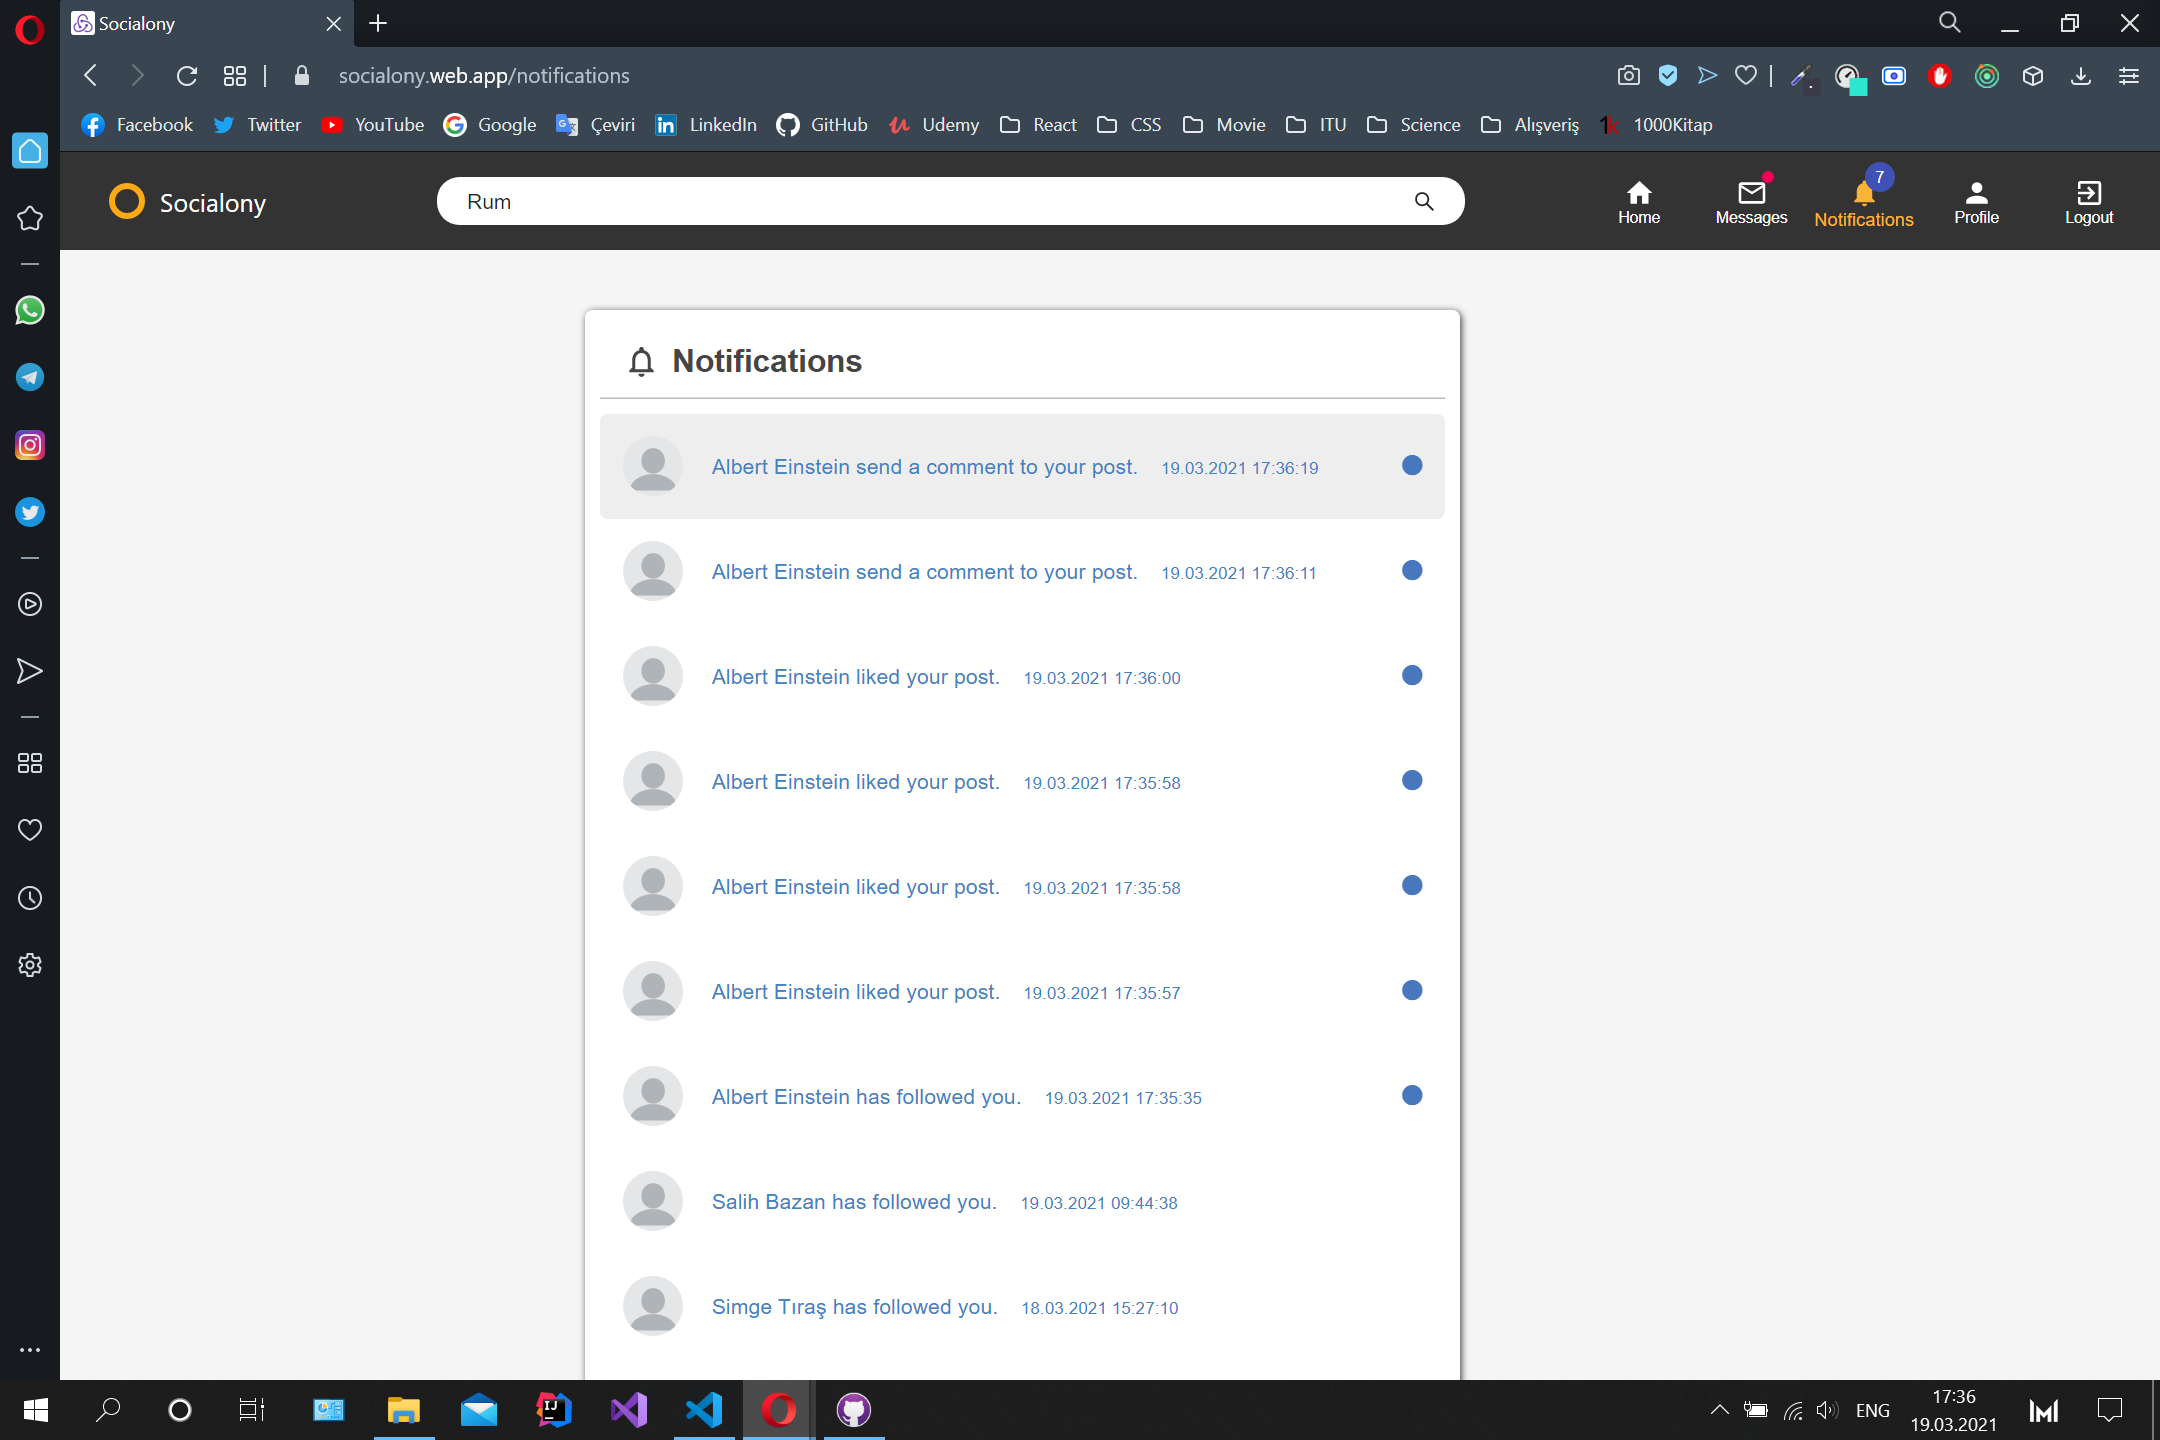 Socialony
socialony.web.app/notifications
Facebook Twitter YouTube Google Çeviri LinkedIn GitHub Udemy React CSS Movie ITU Science Alışveriş 1000Kitap
Socialony
Rum
Home
Messages
7
Notifications
Profile
Logout
Notifications
Albert Einstein send a comment to your post. 19.03.2021 17:36:19
Albert Einstein send a comment to your post. 19.03.2021 17:36:11
Albert Einstein liked your post. 19.03.2021 17:36:00
Albert Einstein liked your post. 19.03.2021 17:35:58
Albert Einstein liked your post. 19.03.2021 17:35:58
Albert Einstein liked your post. 19.03.2021 17:35:57
Albert Einstein has followed you. 19.03.2021 17:35:35
Salih Bazan has followed you. 19.03.2021 09:44:38
Simge Tıraş has followed you. 18.03.2021 15:27:10
ENG
17:36
19.03.2021